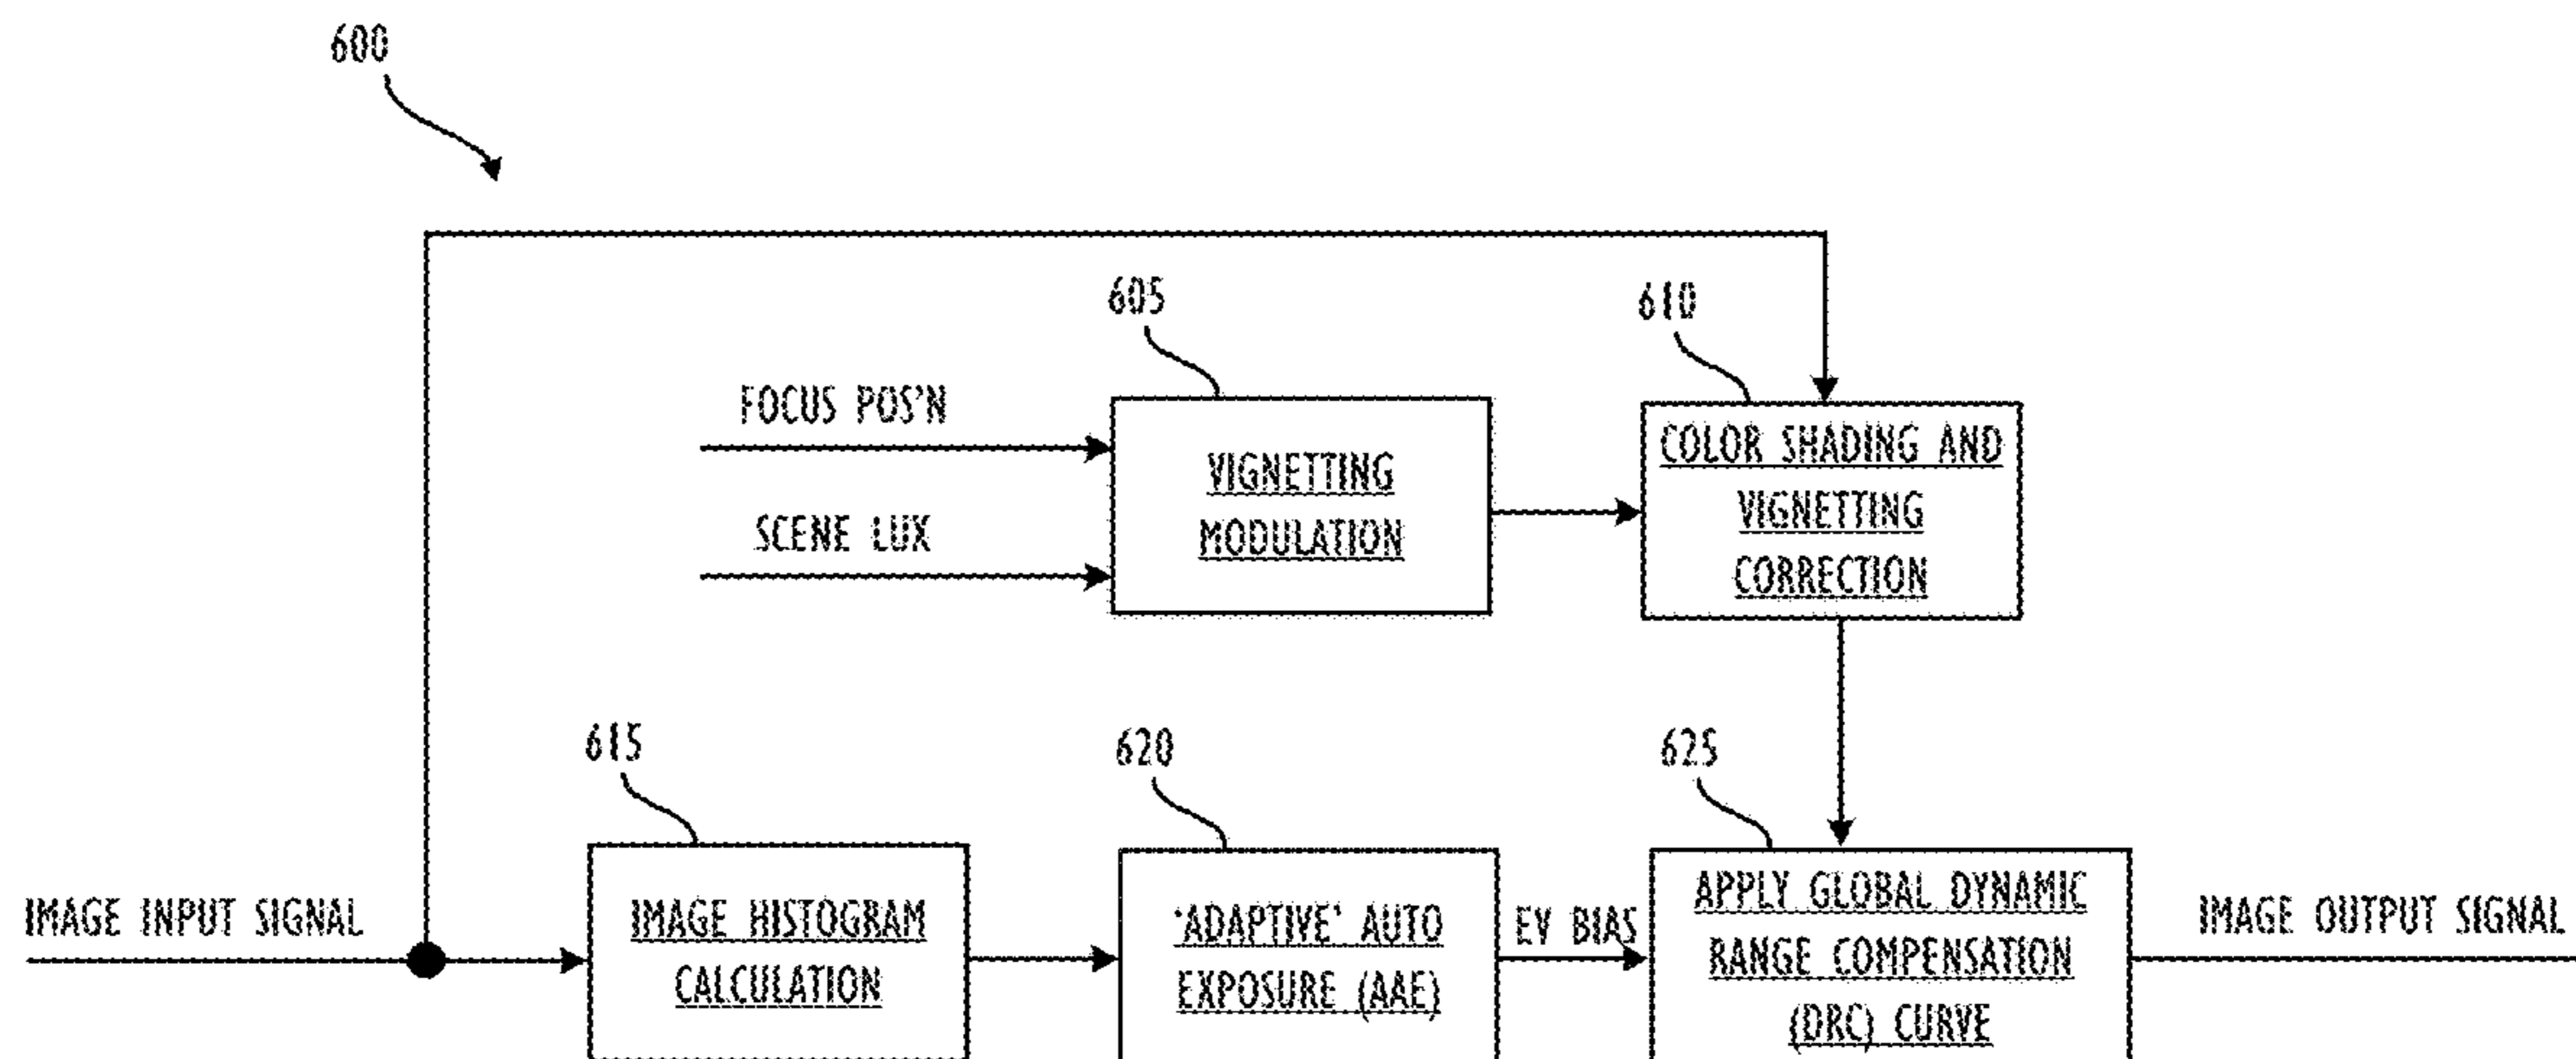 600
605
610
FOCUS POS'N
SCENE LUX
VIGNETTING
MODULATION
COLOR SHADING AND
VIGNETTING
CORRECTION
615
620
625
IMAGE INPUT SIGNAL
IMAGE HISTOGRAM
CALCULATION
'ADAPTIVE' AUTO
EXPOSURE (AAE)
EV BIAS
APPLY GLOBAL DYNAMIC
RANGE COMPENSATION
(DRC) CURVE
IMAGE OUTPUT SIGNAL